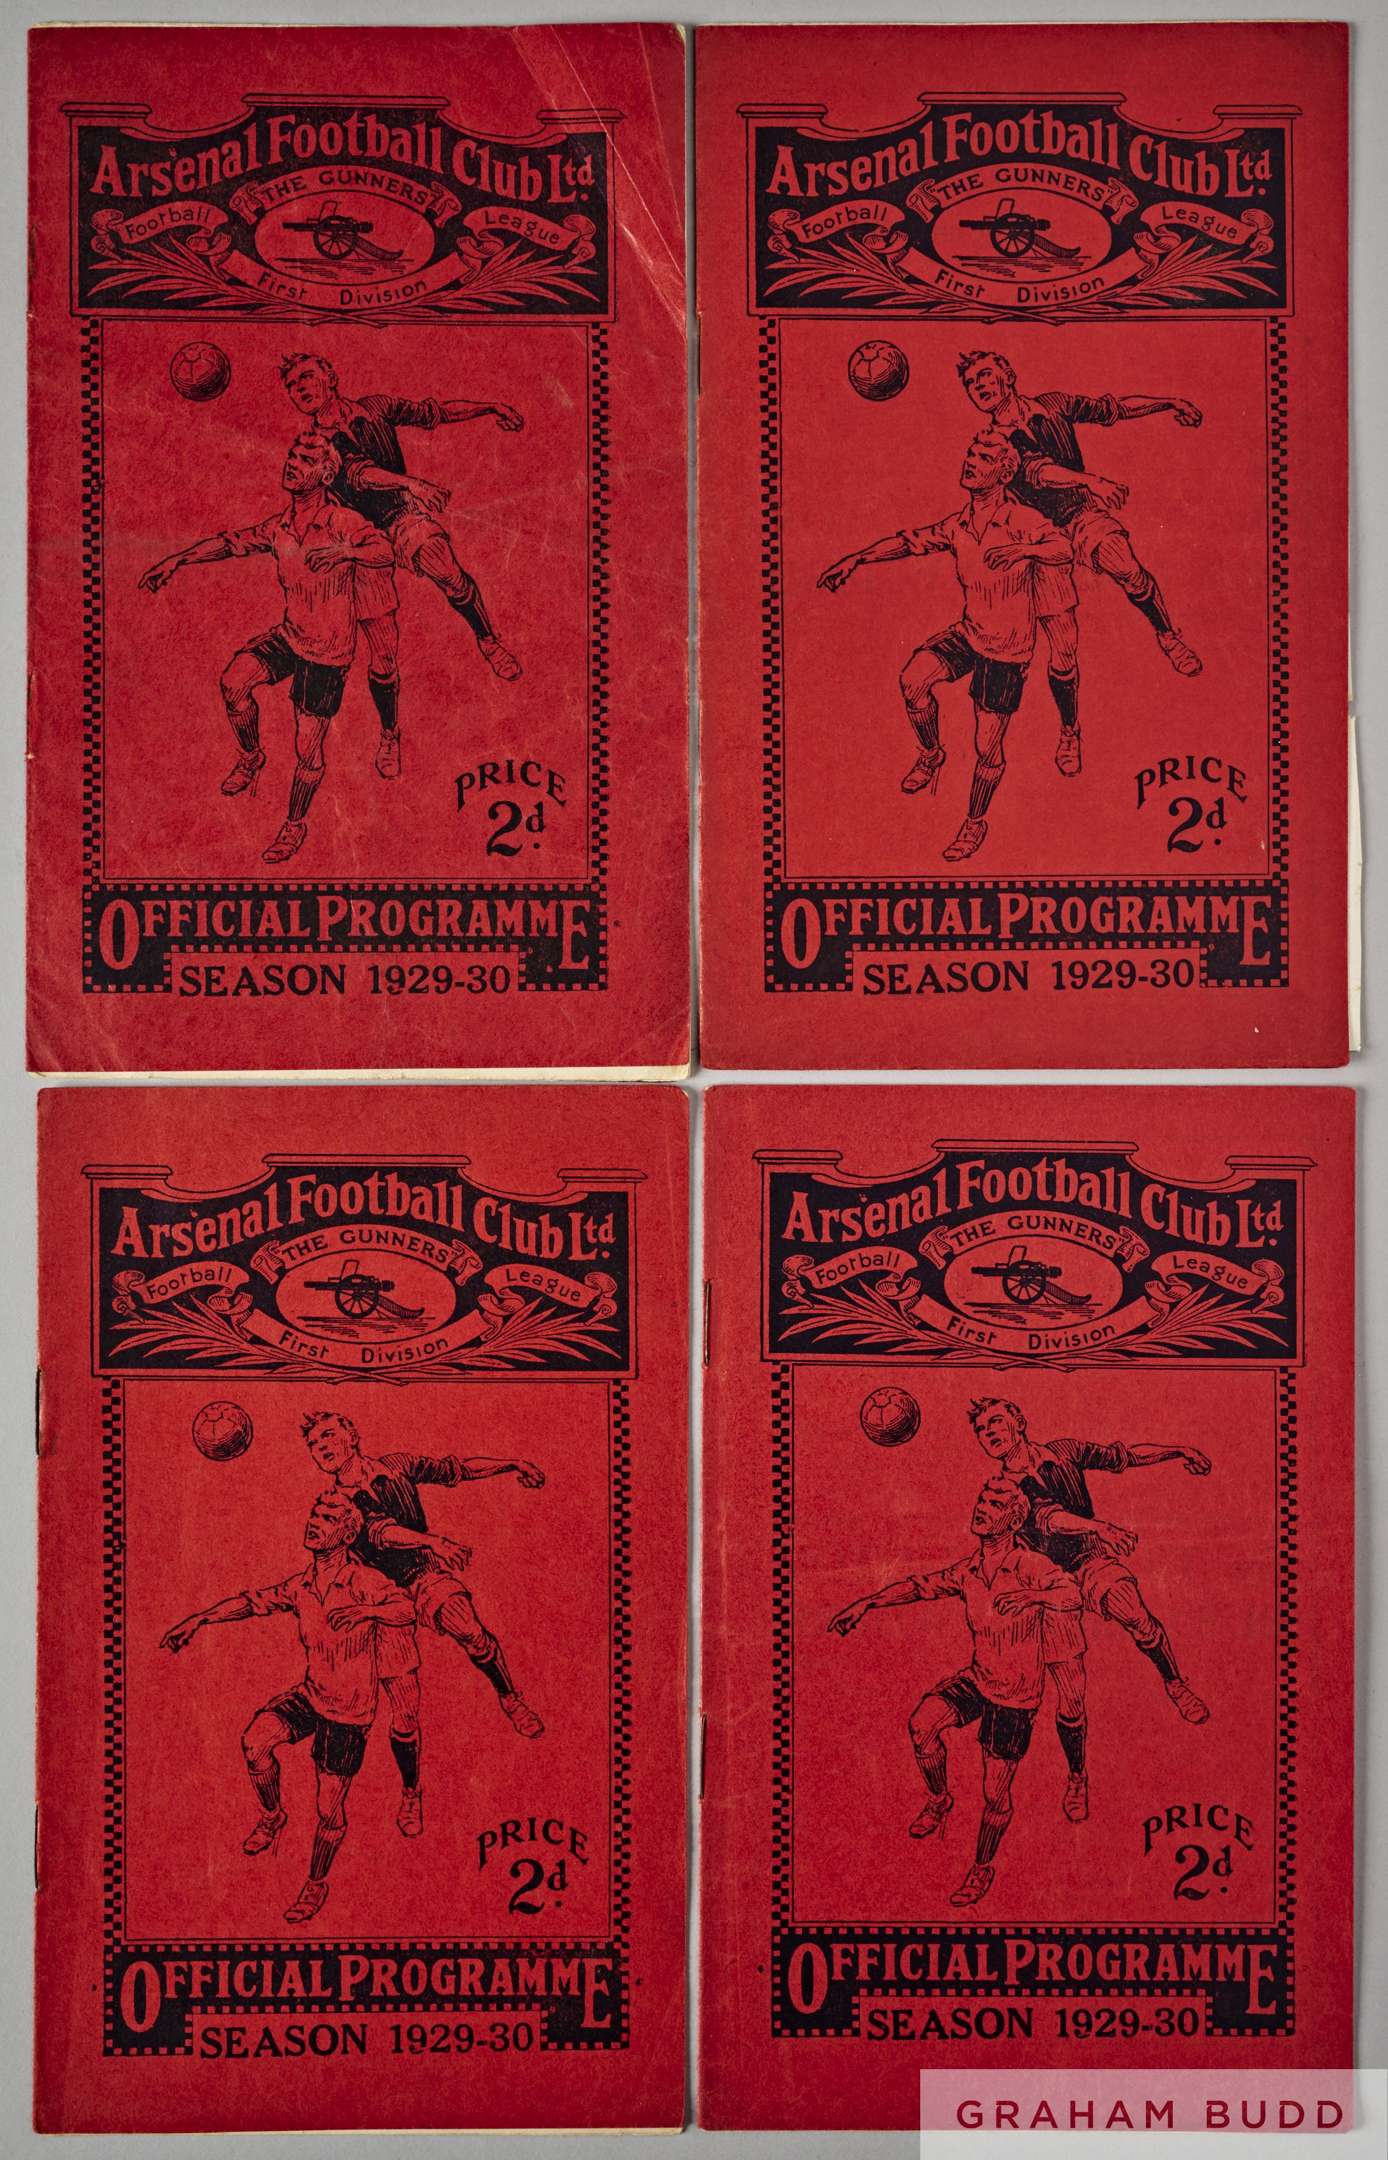 Arsenal Football Club Ltd.
"THE GUNNERS"
Football League
First Division
PRICE
2d.
OFFICIAL PROGRAMME
SEASON 1929-30
Arsenal Football Club Ltd.
"THE GUNNERS"
Football League
First Division
PRICE
2d.
OFFICIAL PROGRAMME
SEASON 1929-30
Arsenal Football Club Ltd.
"THE GUNNERS"
Football League
First Division
PRICE
2d.
OFFICIAL PROGRAMME
SEASON 1929-30
Arsenal Football Club Ltd.
"THE GUNNERS"
Football League
First Division
PRICE
2d.
OFFICIAL PROGRAMME
SEASON 1929-30
GRAHAM BUDD